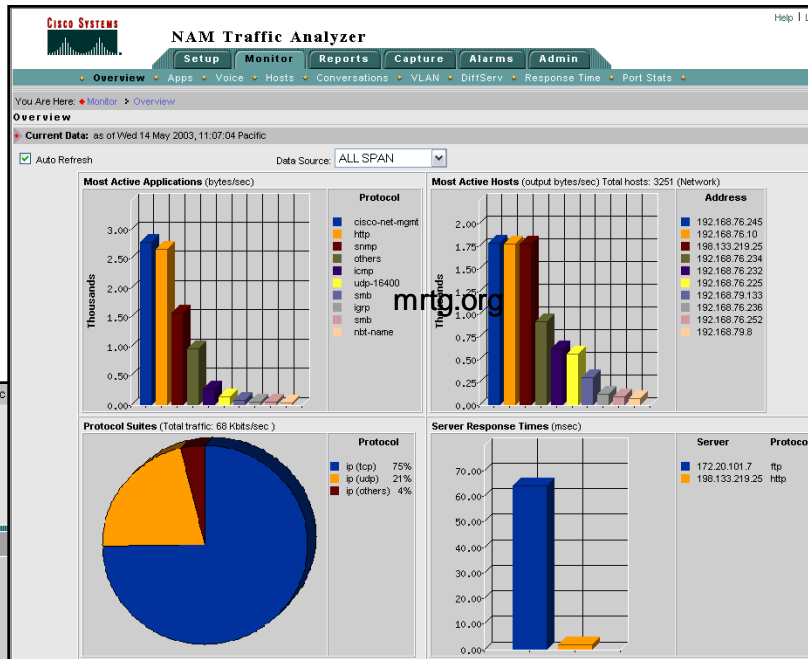 Help | L
CISCO SYSTEMS
NAM Traffic Analyzer
Setup Monitor Reports Capture Alarms Admin
Overview Apps Voice Hosts Conversations VLAN DiffServ Response Time Port Stats
You Are Here: Monitor > Overview
Overview
Current Data: as of Wed 14 May 2003, 11:07:04 Pacific
Auto Refresh
Data Source: ALL SPAN
Most Active Applications (bytes/sec)
Thousands
3.00
2.50
2.00
1.50
1.00
0.50
0.00
Protocol
cisco-net-mgmt
http
snmp
others
icmp
udp-16400
smb
igrp
smb
nbt-name
mrtg.org
Most Active Hosts (output bytes/sec) Total hosts: 3251 (Network)
Thousands
2.00
1.75
1.50
1.25
1.00
0.75
0.50
0.25
0.00
Address
192.168.76.245
192.168.76.10
198.133.219.25
192.168.76.234
192.168.76.232
192.168.76.225
192.168.79.133
192.168.76.236
192.168.76.252
192.168.79.8
Protocol Suites (Total traffic: 68 Kbits/sec )
Protocol
ip (tcp) 75%
ip (udp) 21%
ip (others) 4%
Server Response Times (msec)
70.00
60.00
50.00
40.00
30.00
20.00
10.00
0.00
Server Protoco
172.20.101.7 ftp
198.133.219.25 http
c